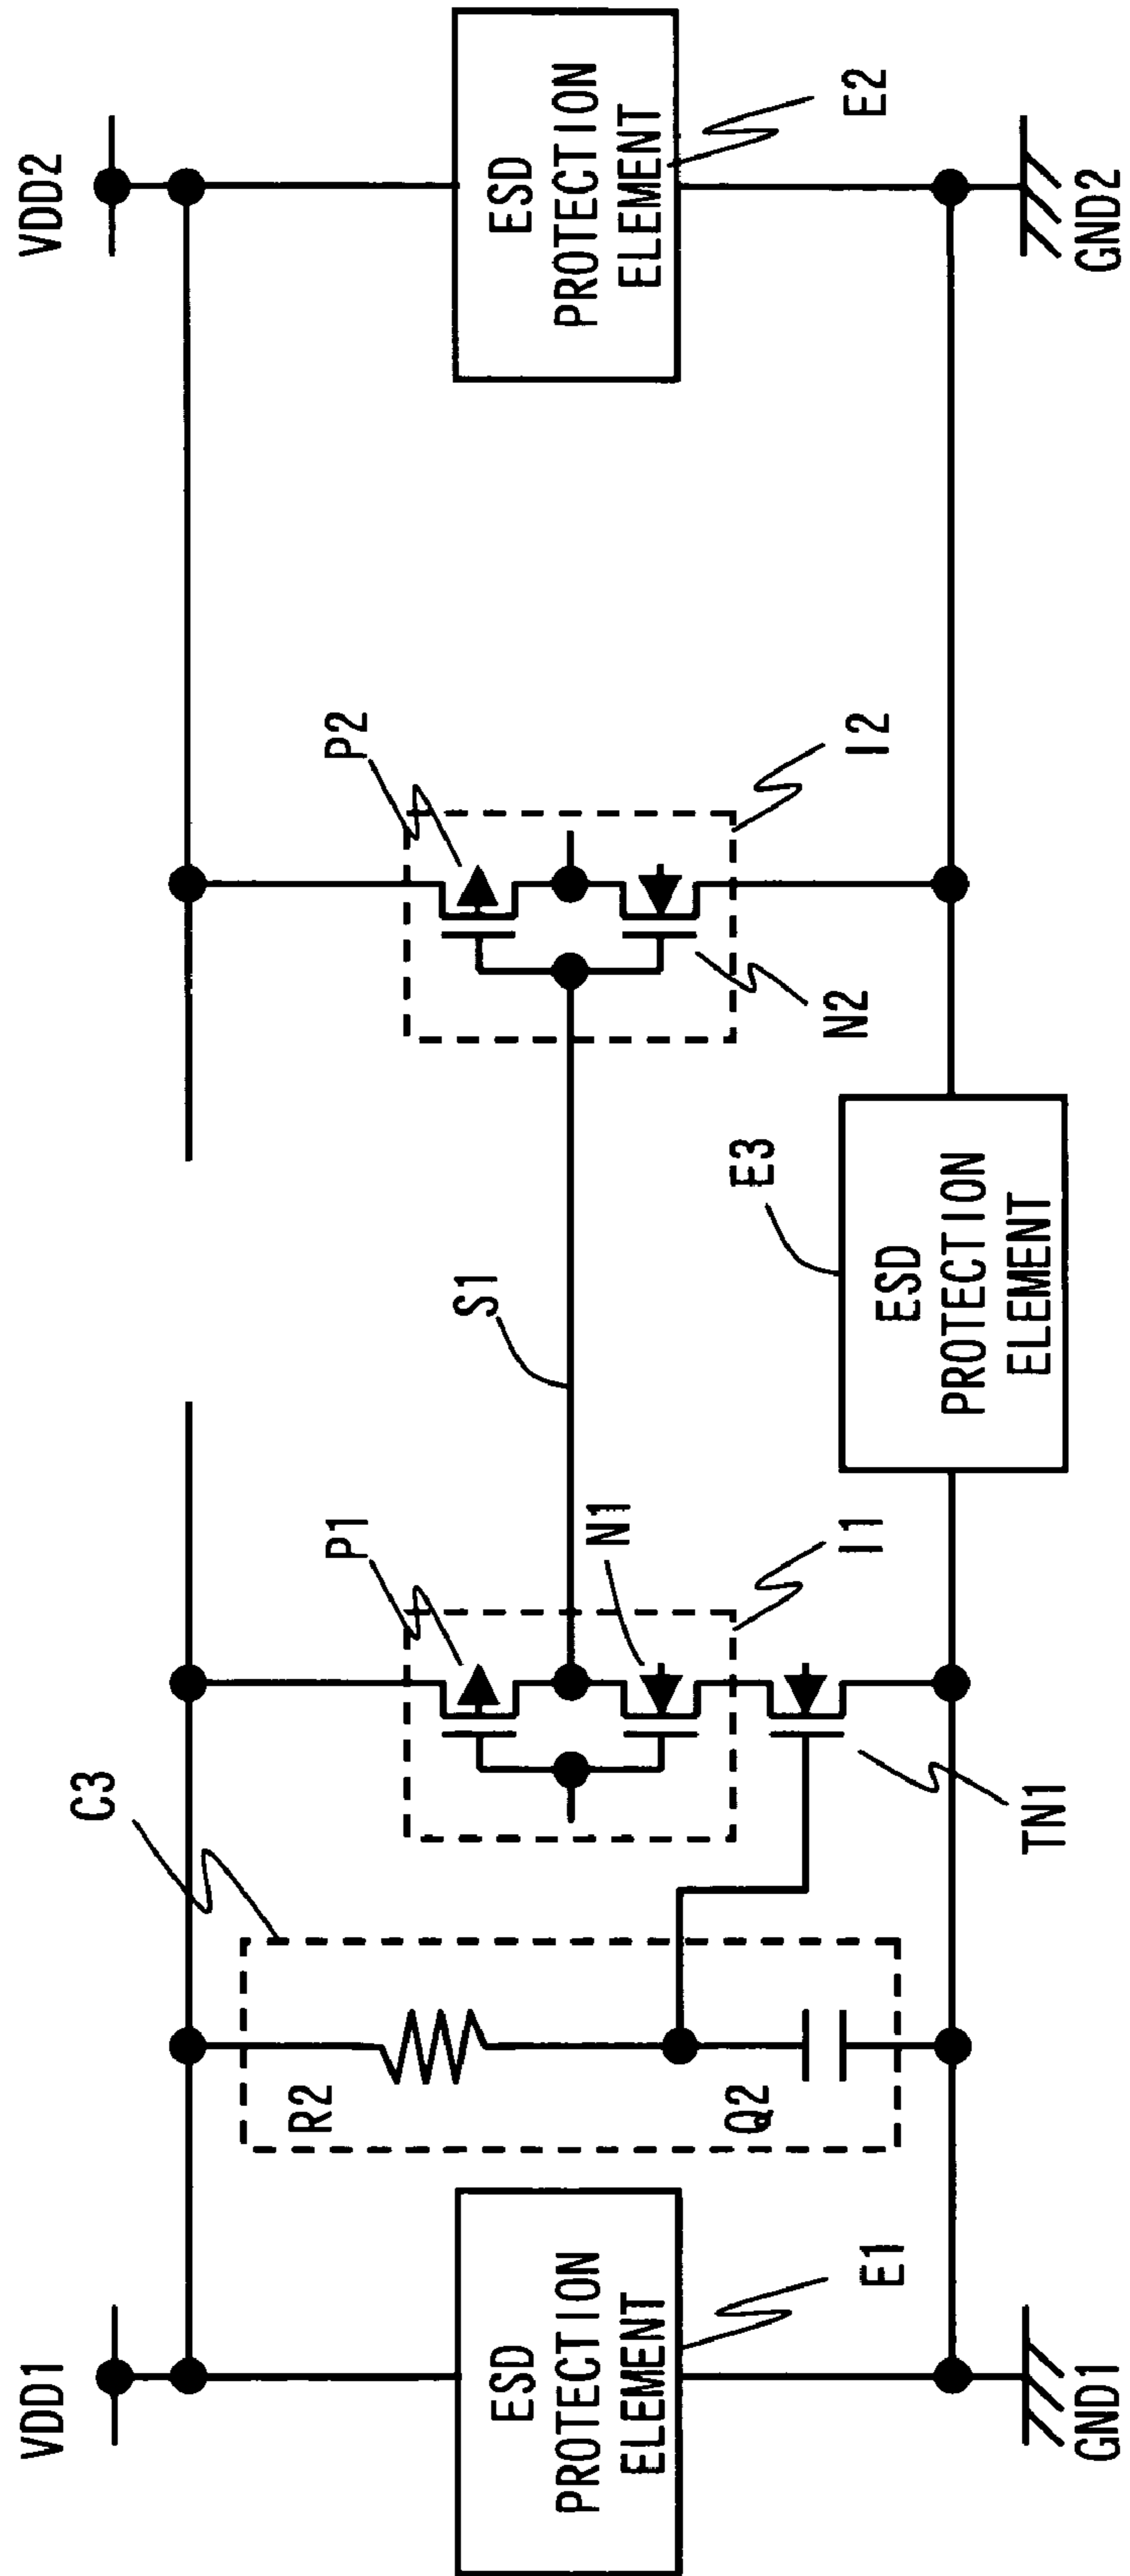 VDD1
VDD2
C3
P1
P2
R2
S1
ESD
PROTECTION
ELEMENT
ESD
PROTECTION
ELEMENT
N1
I2
Q2
I1
E3
N2
E1
TN1
ESD
PROTECTION
ELEMENT
E2
GND1
GND2